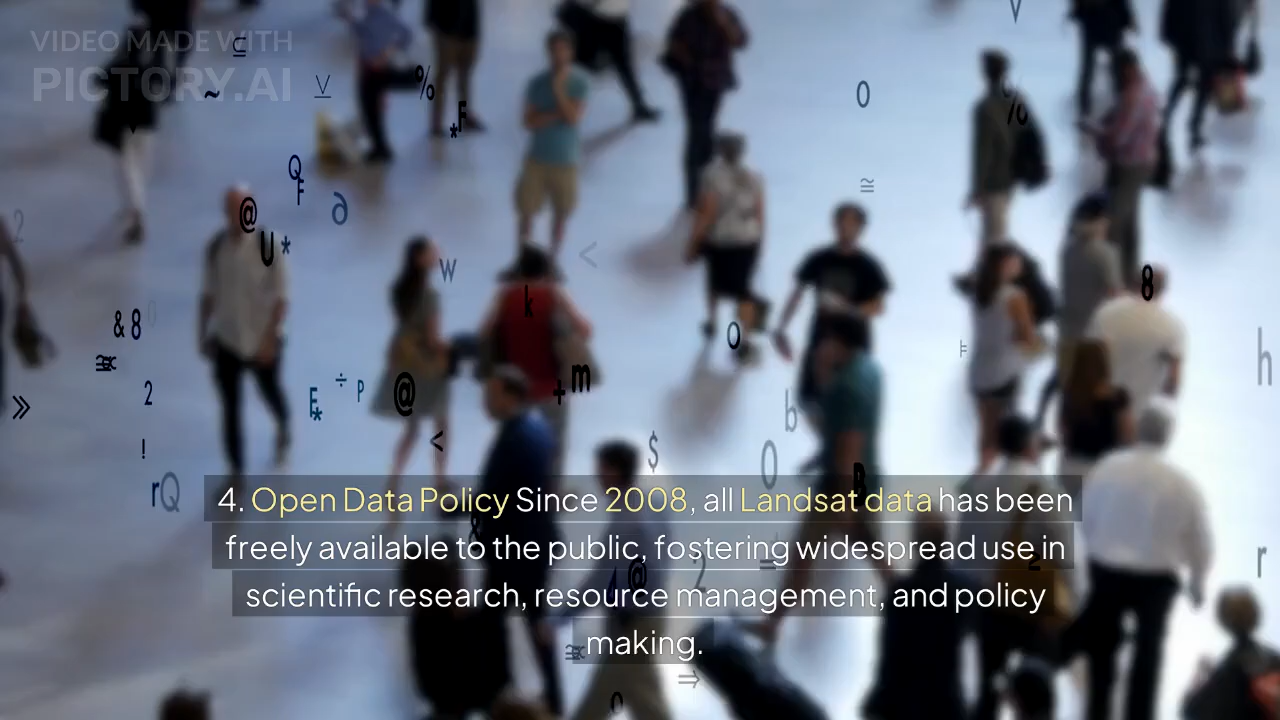 VIDEO MADE WITH
PICTORY.AI
4. Open Data Policy Since 2008, all Landsat data has been
freely available to the public, fostering widespread use in
scientific research, resource management, and policy
making.